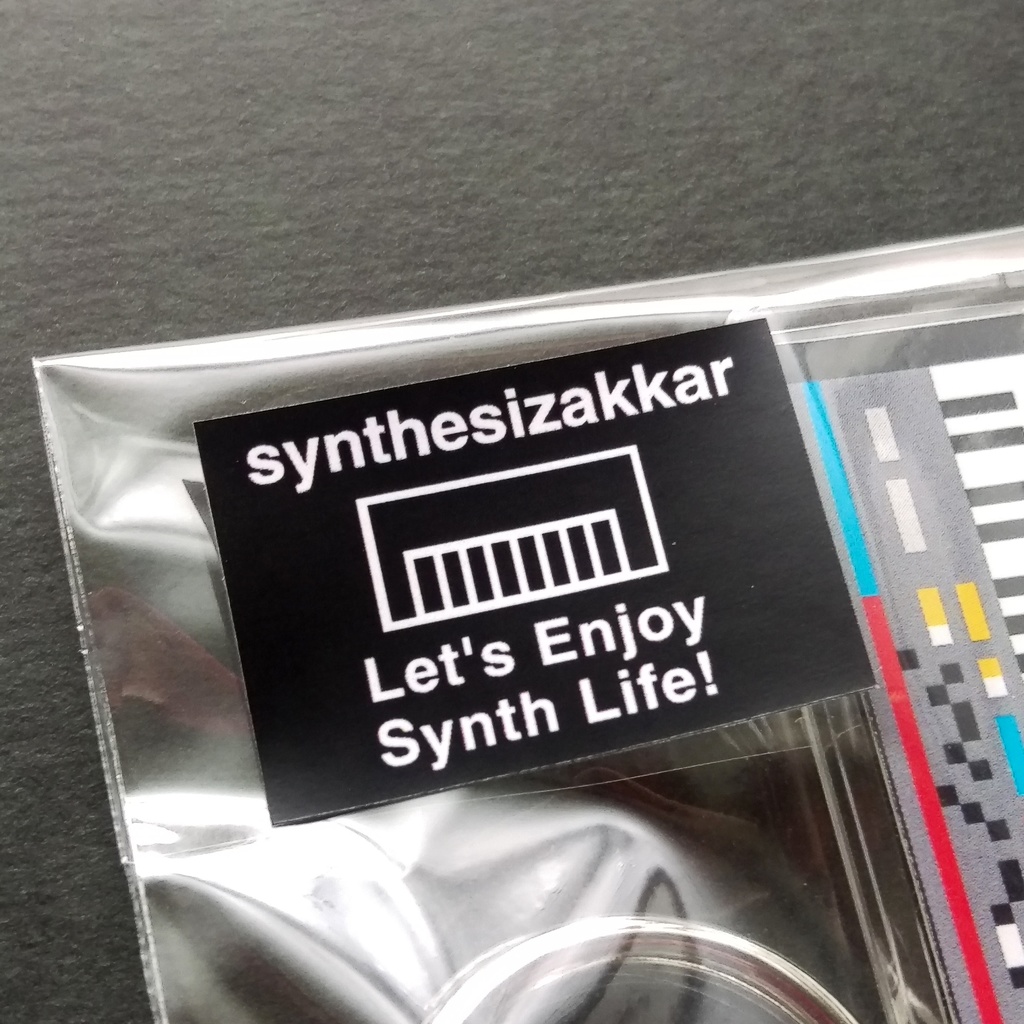 synthesizakkar
Let's Enjoy
Synth Life!